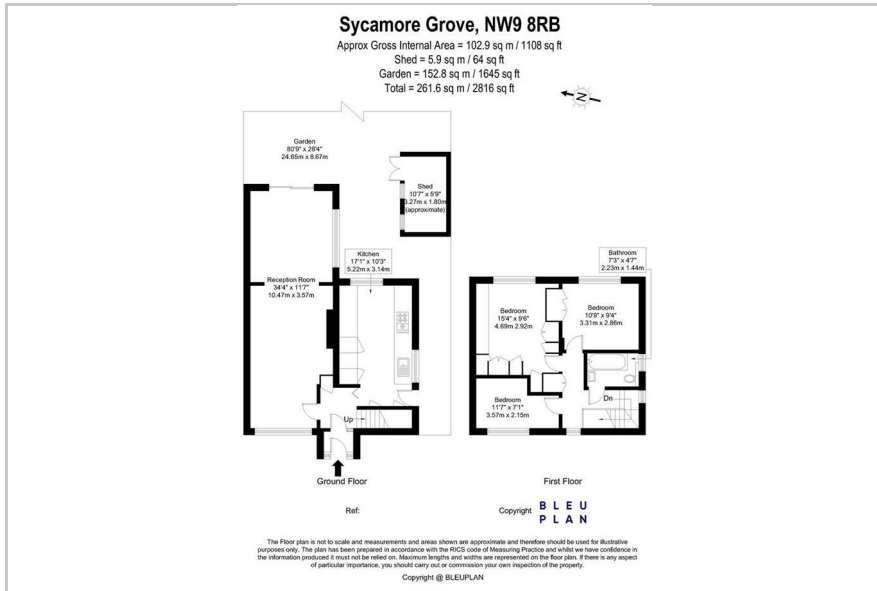 Sycamore Grove, NW9 8RB
Approx Gross Internal Area = 102.9 sq m / 1108 sq ft
Shed = 5.9 sq m / 64 sq ft
Garden = 152.8 sq m / 1645 sq ft
Total = 261.6 sq m / 2816 sq ft
N
Garden
80'9" x 28'4"
24.65m x 8.67m
Shed
10'7" x 5'9"
3.27m x 1.80m
(approximate)
Kitchen
17'1" x 10'3"
5.22m x 3.14m
Reception Room
34'4" x 11'7"
10.47m x 3.57m
Up
Ground Floor
Bathroom
7'3" x 4'7"
2.23m x 1.44m
Bedroom
15'4" x 9'6"
4.69m 2.92m
Bedroom
10'9" x 9'4"
3.31m x 2.86m
Bedroom
11'7" x 7'1"
3.57m x 2.15m
Dn
First Floor
Ref:
Copyright
BLEU
PLAN
The Floor plan is not to scale and measurements and areas shown are approximate and therefore should be used for illustrative
purposes only. The plan has been prepared in accordance with the RICS code of Measuring Practice and whilst we have confidence in
the information produced it must not be relied on. Maximum lengths and widths are represented on the floor plan. If there is any aspect
of particular importance, you should carry out or commission your own inspection of the property.
Copyright @ BLEUPLAN